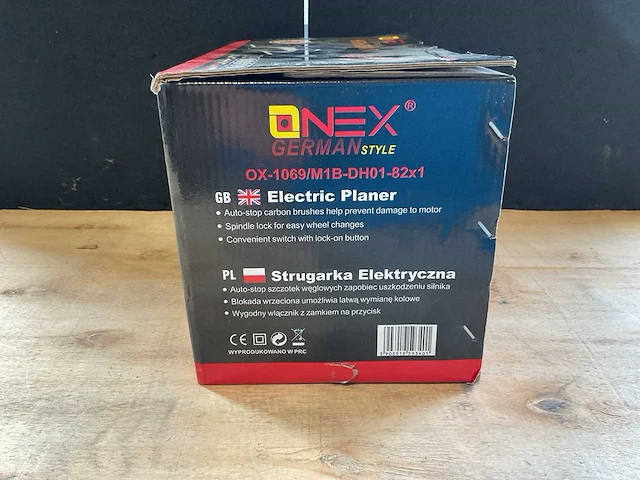 ONEX®
GERMAN STYLE
OX-1069/M1B-DH01-82x1
GB Electric Planer
• Auto-stop carbon brushes help prevent damage to motor
• Spindle lock for easy wheel changes
• Convenient switch with lock-on button
PL Strugarka Elektryczna
• Auto-stop szczotek węglowych zapobiec uszkodzeniu silnika
• Blokada wrzeciona umożliwia łatwą wymianę kołowe
• Wygodny włącznik z zamkiem na przycisk
CE
WYPRODUKOWANO W PRC
5903919393401